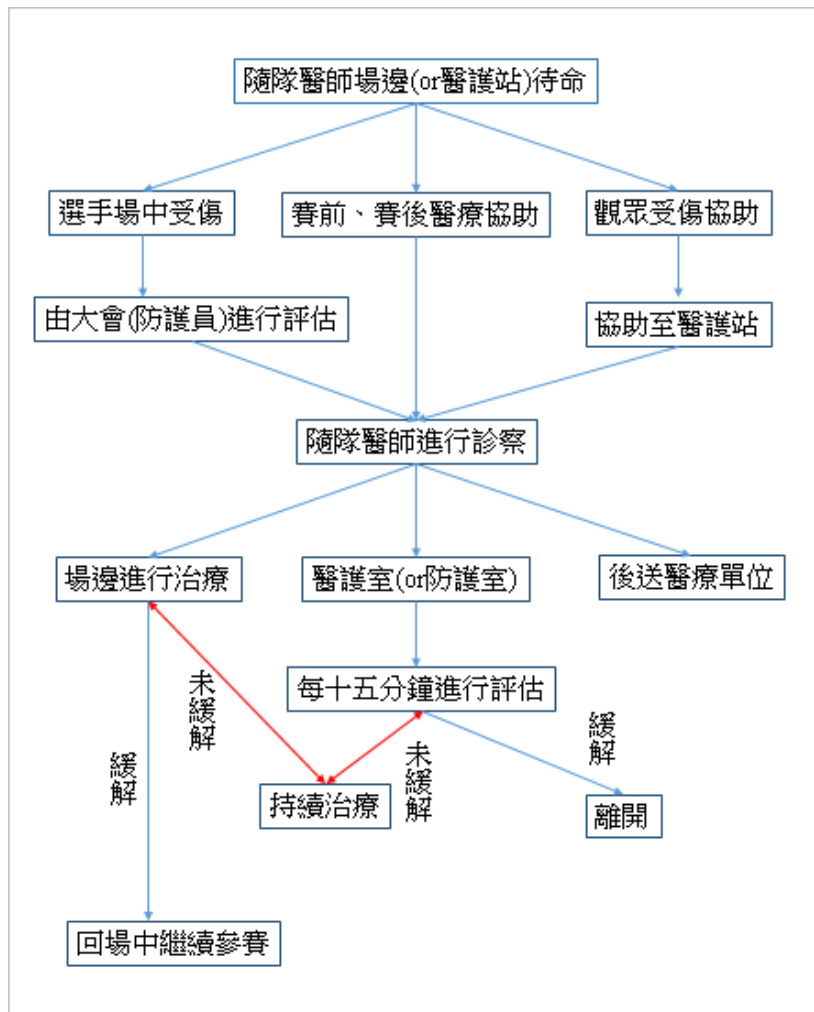 隨隊醫師場邊(or醫護站)待命
選手場中受傷
賽前、賽後醫療協助
觀眾受傷協助
由大會(防護員)進行評估
協助至醫護站
隨隊醫師進行診察
場邊進行治療
醫護室(or防護室)
後送醫療單位
每十五分鐘進行評估
未緩解
緩解
未緩解
緩解
持續治療
離開
回場中繼續參賽